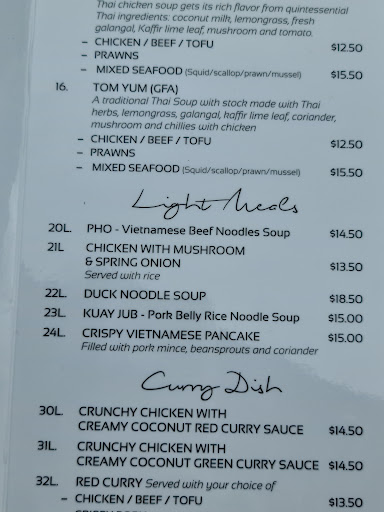 Thai chicken soup gets its rich flavor from quintessential
Thai ingredients: coconut milk, lemongrass, fresh
galangal, Kaffir lime leaf, mushroom and tomato.
– CHICKEN / BEEF / TOFU $12.50
– PRAWNS
– MIXED SEAFOOD (Squid/scallop/prawn/mussel) $15.50
16. TOM YUM (GFA)
A traditional Thai Soup with stock made with Thai
herbs, lemongrass, galangal, kaffir lime leaf, coriander,
mushroom and chillies with chicken
– CHICKEN / BEEF / TOFU $12.50
– PRAWNS
– MIXED SEAFOOD (Squid/scallop/prawn/mussel) $15.50
Light Meals
20L. PHO - Vietnamese Beef Noodles Soup $14.50
21L CHICKEN WITH MUSHROOM
& SPRING ONION $13.50
Served with rice
22L. DUCK NOODLE SOUP $18.50
23L. KUAY JUB - Pork Belly Rice Noodle Soup $15.00
24L. CRISPY VIETNAMESE PANCAKE $15.00
Filled with pork mince, beansprouts and coriander
Curry Dish
30L. CRUNCHY CHICKEN WITH
CREAMY COCONUT RED CURRY SAUCE $14.50
31L. CRUNCHY CHICKEN WITH
CREAMY COCONUT GREEN CURRY SAUCE $14.50
32L. RED CURRY Served with your choice of
– CHICKEN / BEEF / TOFU $13.50